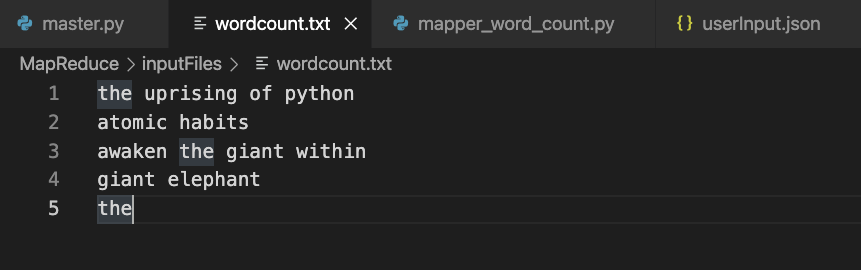 master.py wordcount.txt mapper_word_count.py {} userInput.json
MapReduce > inputFiles > wordcount.txt
1 the uprising of python
2 atomic habits
3 awaken the giant within
4 giant elephant
5 the